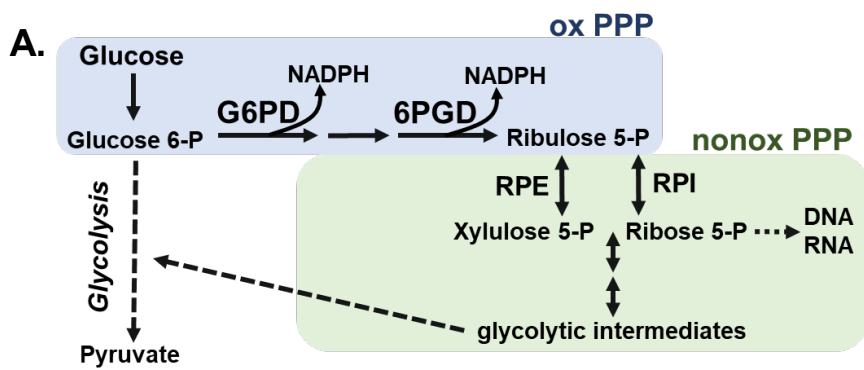 A.
ox PPP
Glucose
NADPH
NADPH
G6PD
6PGD
Glucose 6-P
Ribulose 5-P
nonox PPP
RPE
RPI
Glycolysis
Xylulose 5-P
Ribose 5-P
DNA
RNA
glycolytic intermediates
Pyruvate